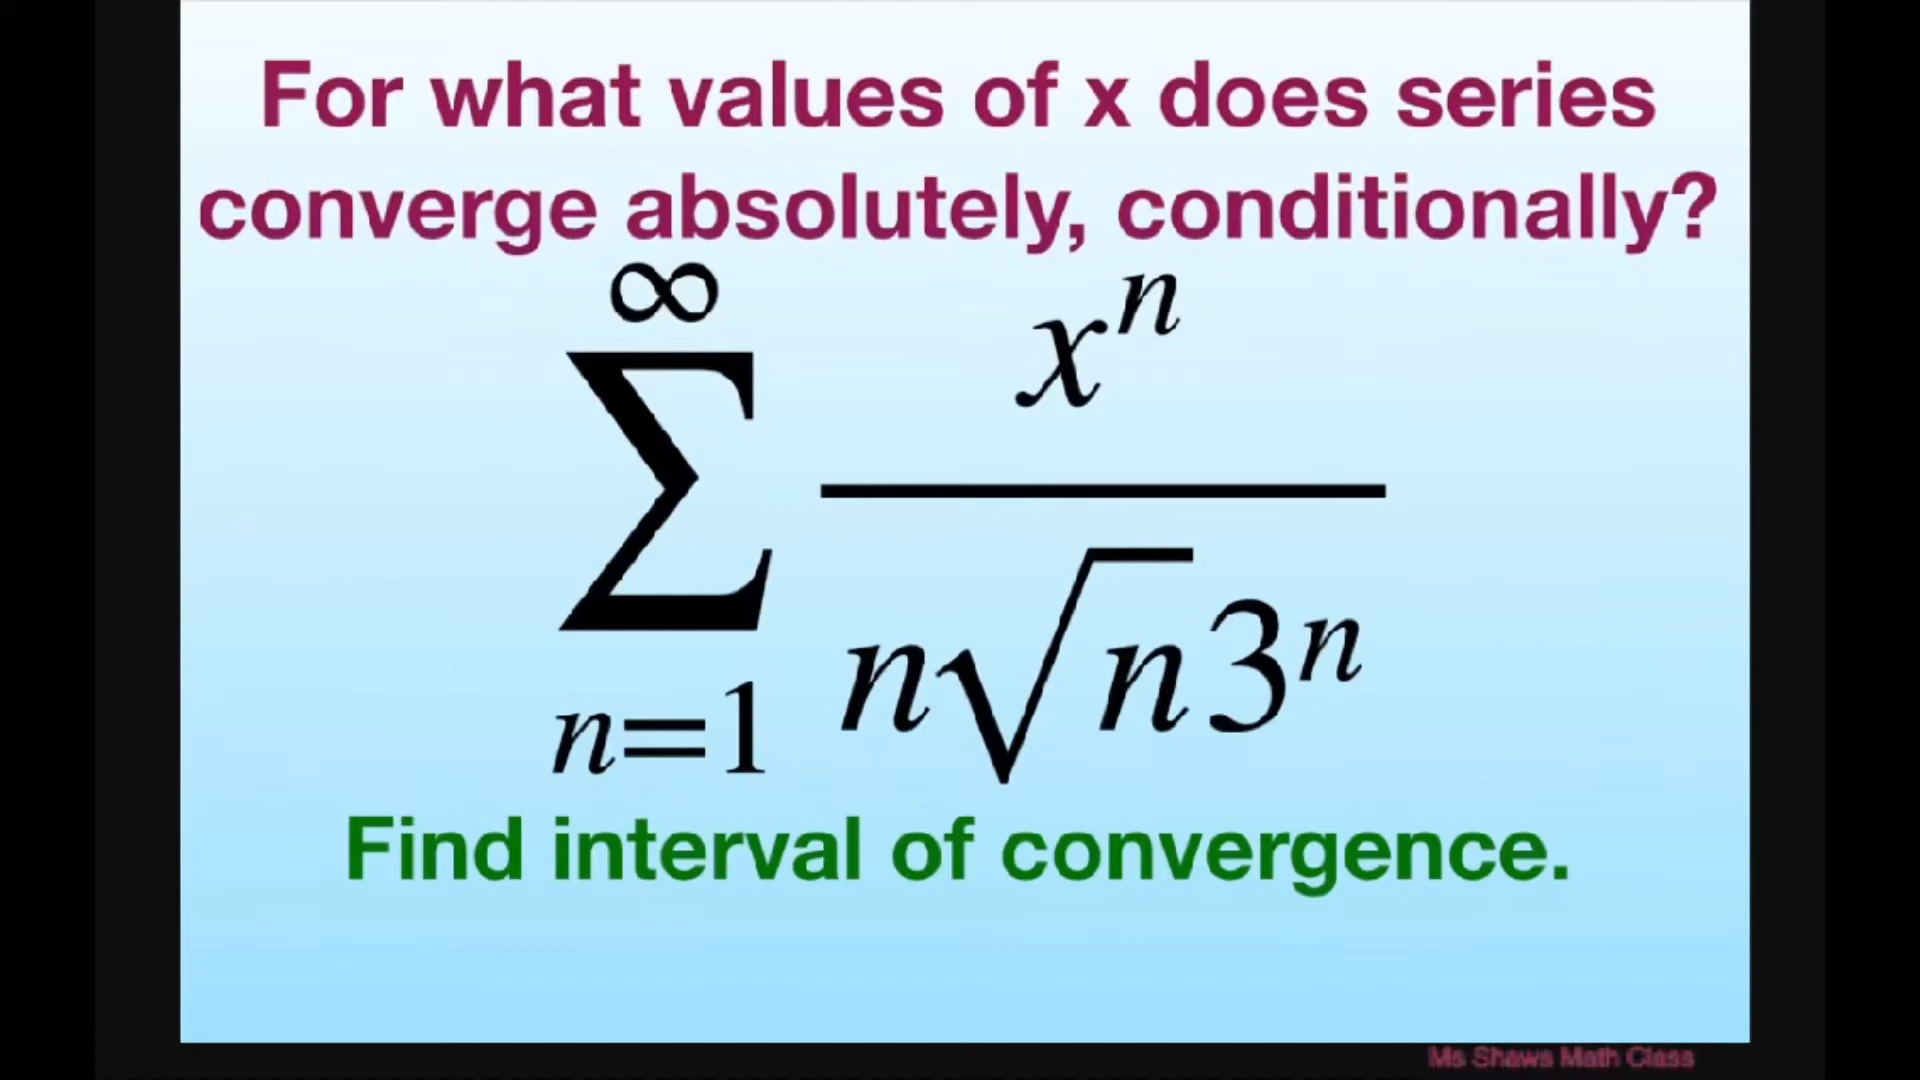 For what values of x does series
converge absolutely, conditionally?
∞
∑ xⁿ / n√n3ⁿ
n=1
Find interval of convergence.
Ms Shaws Math Class